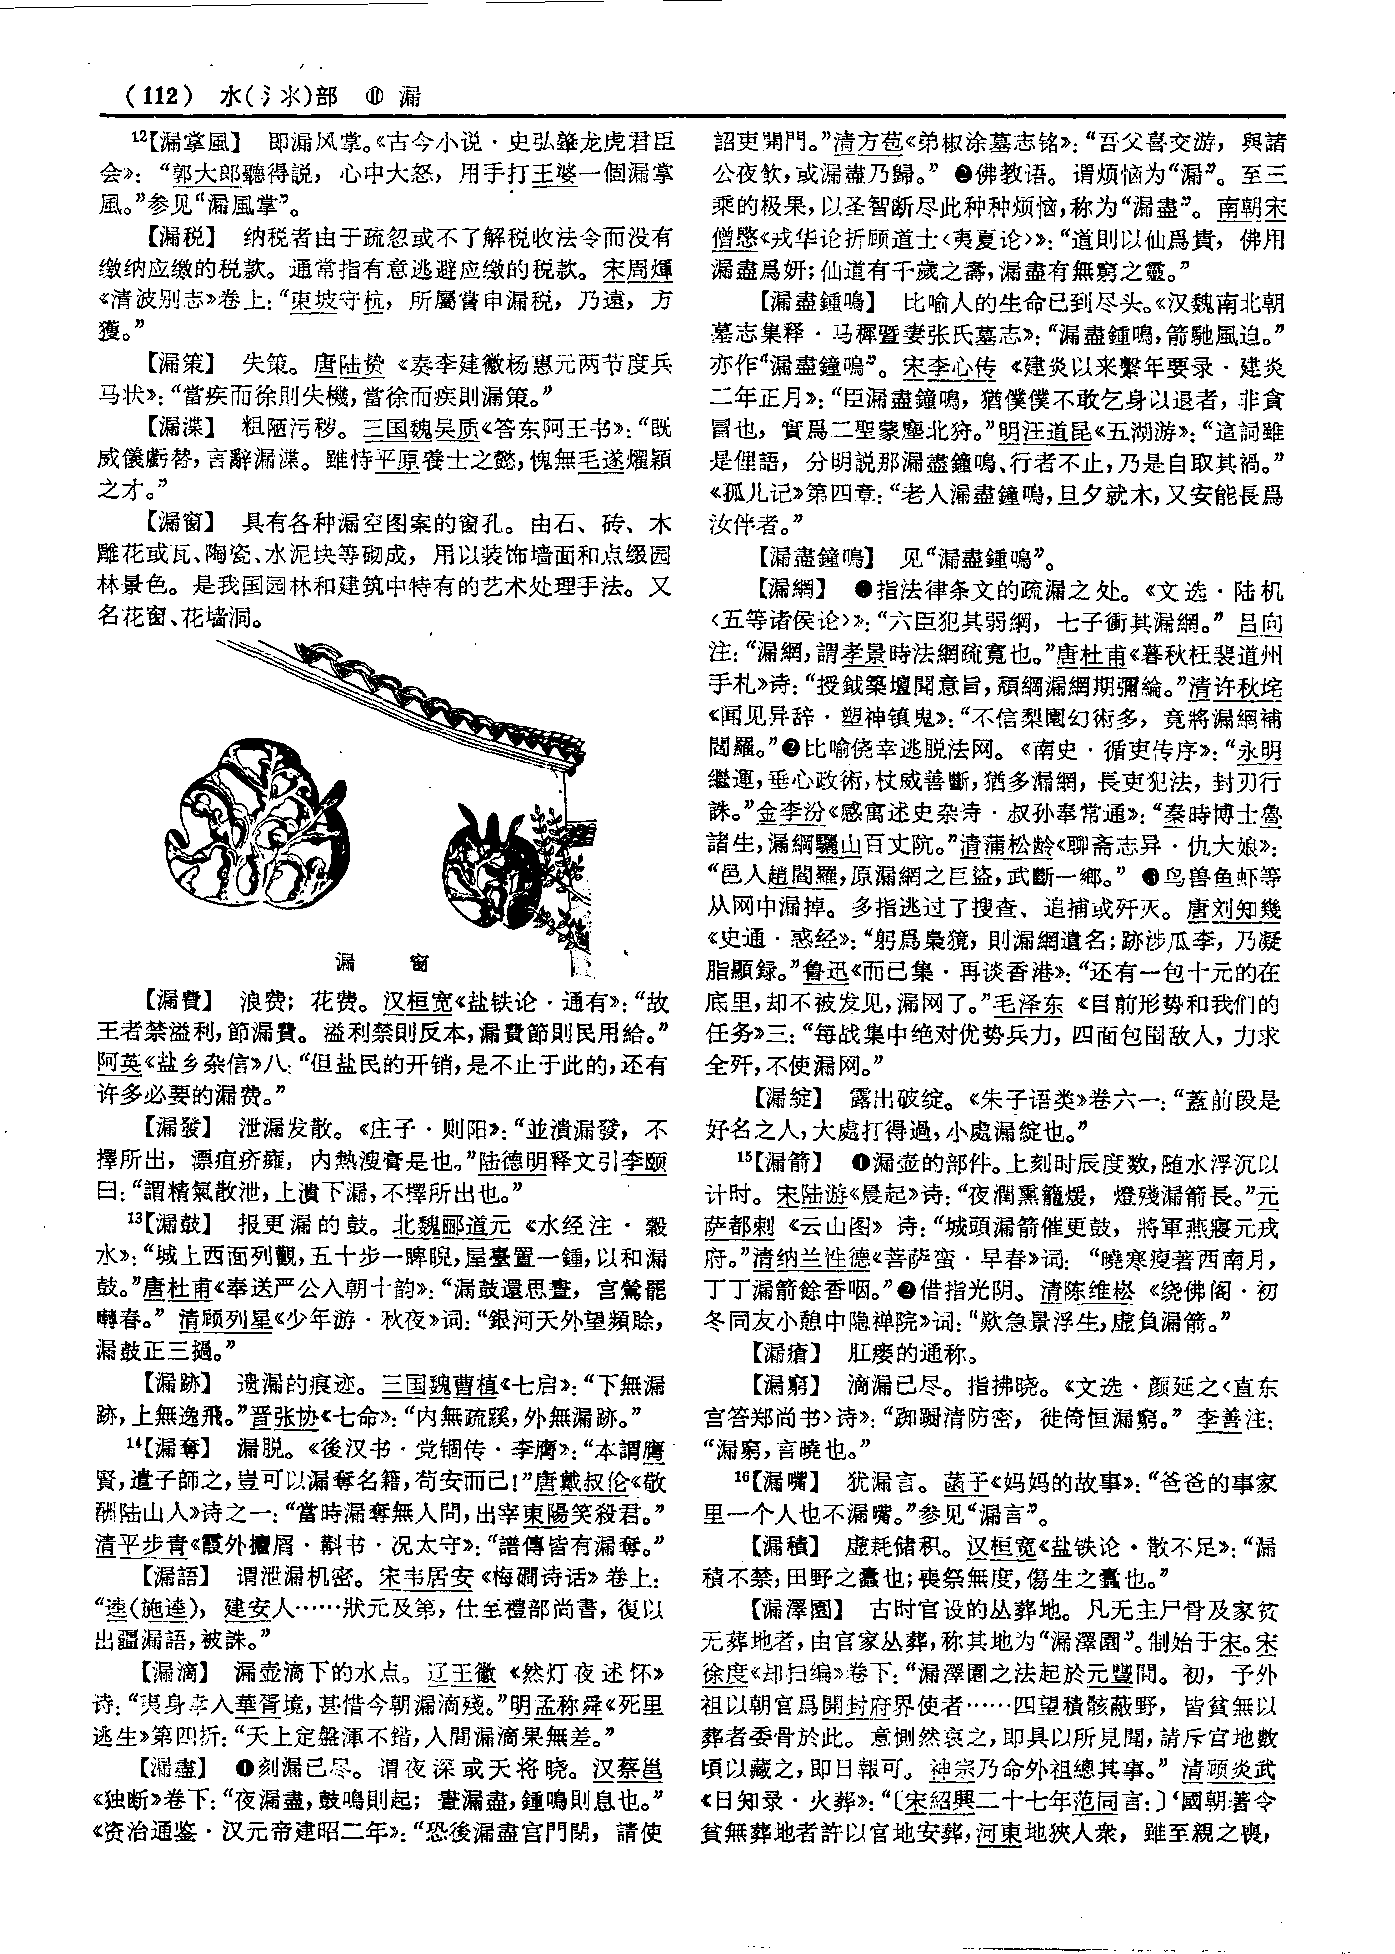 (112) 水(氵氺)部 ⑪ 漏
12【漏掌風】 即漏风掌。《古今小说·史弘肇龙虎君臣
会》：“郭大郎聽得説，心中大怒，用手打王婆一個漏掌
風。”参见“漏風掌”。
【漏税】 纳税者由于疏忽或不了解税收法令而没有
缴纳应缴的税款。通常指有意逃避应缴的税款。宋周煇
《清波别志》卷上：“東坡守杭，所屬嘗申漏税，乃遠，方
獲。”
【漏策】 失策。唐陆贽《奏李建徽杨惠元两节度兵
马状》：“當疾而徐則失機，當徐而疾則漏策。”
【漏渫】 粗陋污秽。三国魏吴质《答东阿王书》：“既
威儀虧替，言辭漏渫。雖恃平原養士之懿，愧無毛遂燿穎
之才。”
【漏窗】 具有各种漏空图案的窗孔。由石、砖、木
雕花或瓦、陶瓷、水泥块等砌成，用以装饰墙面和点缀园
林景色。是我国园林和建筑中特有的艺术处理手法。又
名花窗、花墙洞。
漏 窗
【漏費】 浪费；花费。汉桓宽《盐铁论·通有》：“故
王者禁溢利，節漏費。溢利禁則反本，漏費節則民用給。”
阿英《盐乡杂信》八：“但盐民的开销，是不止于此的，还有
许多必要的漏费。”
【漏發】 泄漏发散。《庄子·则阳》：“並潰漏發，不
擇所出，漂疽疥癰，内熱溲膏是也。”陆德明释文引李颐
曰：“謂精氣散泄，上潰下漏，不擇所出也。”
13【漏鼓】 报更漏的鼓。北魏郦道元《水经注·穀
水》：“城上西面列觀，五十步一睥睨，屋臺置一鍾，以和漏
鼓。”唐杜甫《奉送严公入朝十韵》：“漏鼓還思晝，宫鶯罷
囀春。”清顾列星《少年游·秋夜》词：“銀河天外望頻賒，
漏鼓正三撾。”
【漏跡】 遗漏的痕迹。三国魏曹植《七启》：“下無漏
跡，上無逸飛。”晋张协《七命》：“内無疏蹊，外無漏跡。”
14【漏奪】 漏脱。《後汉书·党锢传·李膺》：“本謂膺
賢，遣子師之，豈可以漏奪名籍，苟安而已！”唐戴叔伦《敬
酬陆山人》诗之一：“當時漏奪無人問，出宰東陽笑殺君。”
清平步青《霞外攟屑·斠书·况太守》：“譜傳皆有漏奪。”
【漏語】 谓泄漏机密。宋韦居安《梅磵诗话》卷上：
“逵(施逵)，建安人……狀元及第，仕至禮部尚書，復以
出疆漏語，被誅。”
【漏滴】 漏壶滴下的水点。辽王徽《然灯夜述怀》
诗：“夷身幸入華胥境，甚惜今朝漏滴殘。”明孟称舜《死里
逃生》第四折：“天上定盤渾不錯，人間漏滴果無差。”
【漏盡】 ❶刻漏已尽。谓夜深或天将晓。汉蔡邕
《独断》卷下：“夜漏盡，鼓鳴則起；晝漏盡，鍾鳴則息也。”
《资治通鉴·汉元帝建昭二年》：“恐後漏盡宫門閉，請使
詔吏開門。”清方苞《弟椒涂墓志铭》：“吾父喜交游，與諸
公夜飲，或漏盡乃歸。” ❷佛教语。谓烦恼为“漏”。至三
乘的极果，以圣智断尽此种种烦恼，称为“漏盡”。南朝宋
僧愍《戎华论折顾道士〈夷夏论〉》：“道則以仙爲貴，佛用
漏盡爲妍；仙道有千歲之壽，漏盡有無窮之靈。”
【漏盡鍾鳴】 比喻人的生命已到尽头。《汉魏南北朝
墓志集释·马穉暨妻张氏墓志》：“漏盡鍾鳴，箭馳風迫。”
亦作“漏盡鐘鳴”。宋李心传《建炎以来繫年要录·建炎
二年正月》：“臣漏盡鐘鳴，猶僕僕不敢乞身以退者，非貪
冒也，實爲二聖蒙塵北狩。”明汪道昆《五湖游》：“這詞雖
是俚語，分明説那漏盡鐘鳴、行者不止，乃是自取其禍。”
《孤儿记》第四章：“老人漏盡鐘鳴，旦夕就木，又安能長爲
汝伴者。”
【漏盡鐘鳴】 见“漏盡鍾鳴”。
【漏網】 ❶指法律条文的疏漏之处。《文选·陆机
〈五等诸侯论〉》：“六臣犯其弱綱，七子衝其漏網。”吕向
注：“漏網，謂孝景時法網疏寬也。”唐杜甫《暮秋枉裴道州
手札》诗：“授鉞築壇聞意旨，頹綱漏網期彌綸。”清许秋垞
《闻见异辞·塑神镇鬼》：“不信梨園幻術多，竟將漏網補
閻羅。”❷比喻侥幸逃脱法网。《南史·循吏传序》：“永明
繼運，垂心政術，杖威善斷，猶多漏網，長吏犯法，封刃行
誅。”金李汾《感寓述史杂诗·叔孙奉常通》：“秦時博士魯
諸生，漏網驪山百丈阬。”清蒲松龄《聊斋志异·仇大娘》：
“邑人趙閻羅，原漏網之巨盜，武斷一鄉。” ❸鸟兽鱼虾等
从网中漏掉。多指逃过了搜查、追捕或歼灭。唐刘知幾
《史通·惑经》：“躬爲梟獍，則漏網遺名；跡涉瓜李，乃凝
脂顯録。”鲁迅《而已集·再谈香港》：“还有一包十元的在
底里，却不被发见，漏网了。”毛泽东《目前形势和我们的
任务》三：“每战集中绝对优势兵力，四面包围敌人，力求
全歼，不使漏网。”
【漏綻】 露出破绽。《朱子语类》卷六一：“蓋前段是
好名之人，大處打得過，小處漏綻也。”
15【漏箭】 ❶漏壶的部件。上刻时辰度数，随水浮沉以
计时。宋陆游《晨起》诗：“夜潤熏籠煖，燈殘漏箭長。”元
萨都剌《云山图》诗：“城頭漏箭催更鼓，將軍燕寢元戎
府。”清纳兰性德《菩萨蛮·早春》词：“曉寒瘦著西南月，
丁丁漏箭餘香咽。”❷借指光阴。清陈维崧《绕佛阁·初
冬同友小憩中隐禅院》词：“歎急景浮生，虚負漏箭。”
【漏瘡】 肛瘘的通称。
【漏窮】 滴漏已尽。指拂晓。《文选·颜延之〈直东
宫答郑尚书〉诗》：“踟躕清防密，徙倚恒漏窮。” 李善注：
“漏窮，言曉也。”
16【漏嘴】 犹漏言。菡子《妈妈的故事》：“爸爸的事家
里一个人也不漏嘴。”参见“漏言”。
【漏積】 虚耗储积。汉桓宽《盐铁论·散不足》：“漏
積不禁，田野之蠹也；喪祭無度，傷生之蠹也。”
【漏澤園】 古时官设的丛葬地。凡无主尸骨及家贫
无葬地者，由官家丛葬，称其地为“漏澤園”。制始于宋。宋
徐度《却扫编》卷下：“漏澤園之法起於元豐間。初，予外
祖以朝官爲開封府界使者……四望積骸蔽野，皆貧無以
葬者委骨於此。意惻然哀之，即具以所見聞，請斥官地數
頃以藏之，即日報可。神宗乃命外祖總其事。”清顾炎武
《日知录·火葬》：“〔宋紹興二十七年范同言：〕‘國朝著令
貧無葬地者許以官地安葬，河東地狹人衆，雖至親之喪，